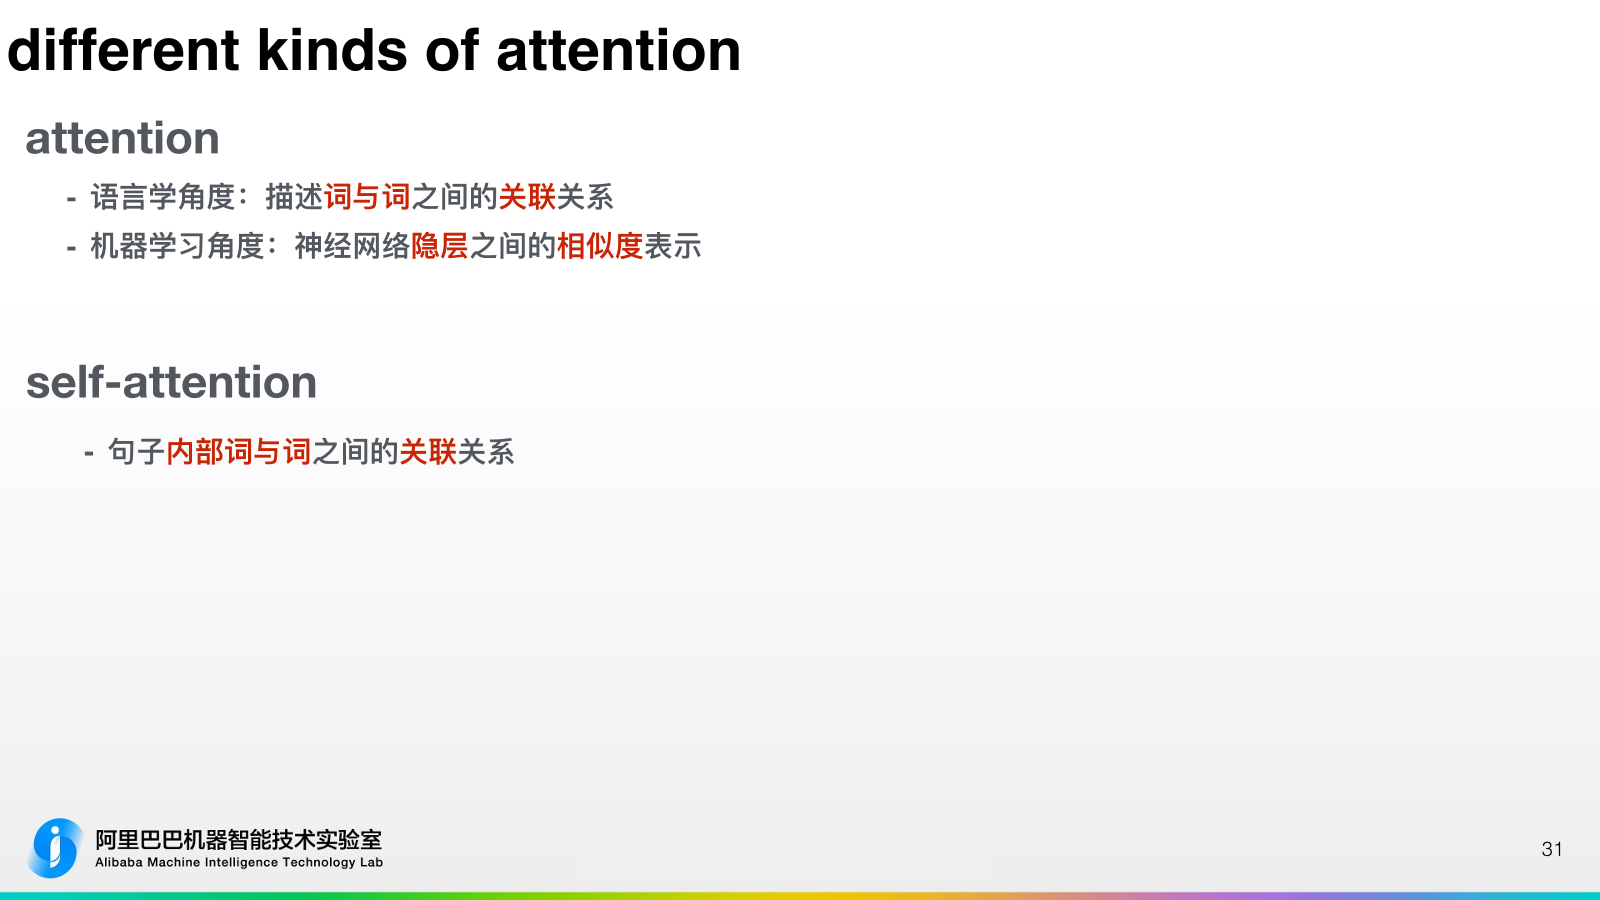 different kinds of attention
attention
- 语言学角度：描述词与词之间的关联关系
- 机器学习角度：神经网络隐层之间的相似度表示
self-attention
- 句子内部词与词之间的关联关系
阿里巴巴机器智能技术实验室
Alibaba Machine Intelligence Technology Lab
31